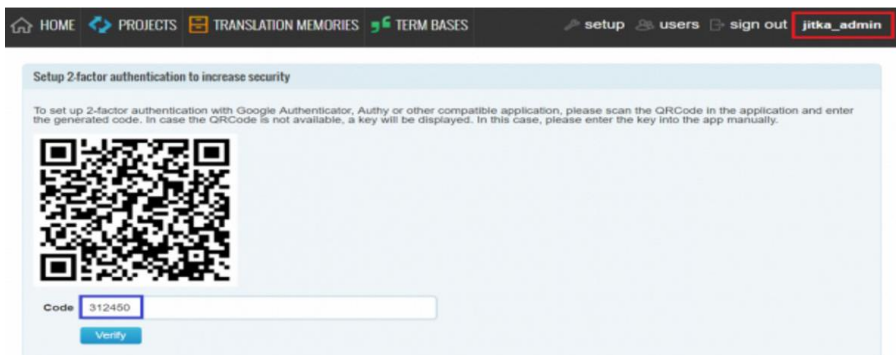 HOME PROJECTS TRANSLATION MEMORIES TERM BASES setup users sign out jitka_admin
Setup 2-factor authentication to increase security
To set up 2-factor authentication with Google Authenticator, Authy or other compatible application, please scan the QRCode in the application and enter
the generated code. In case the QRCode is not available, a key will be displayed. In this case, please enter the key into the app manually.
Code 312450
Verify